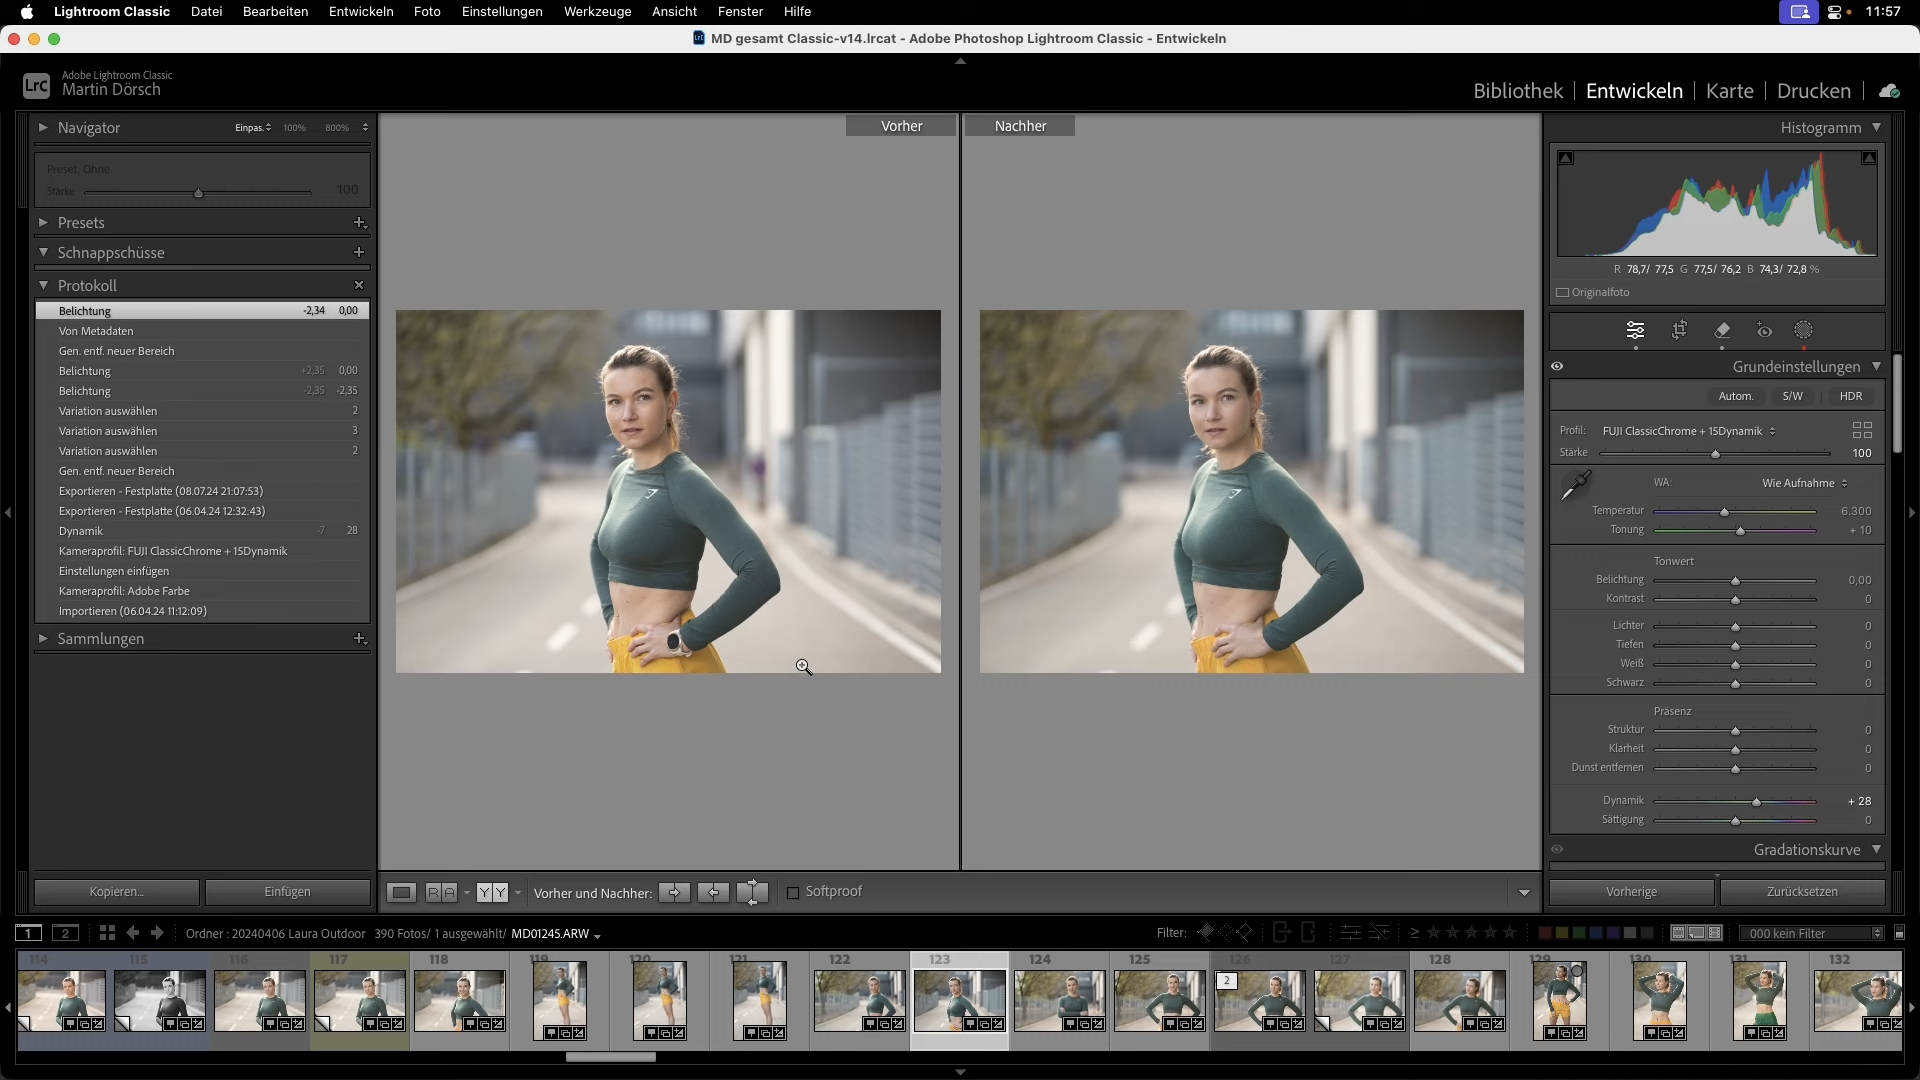 Lightroom Classic Datei Bearbeiten Entwickeln Foto Einstellungen Werkzeuge Ansicht Fenster Hilfe 11:57
MD gesamt Classic-v14.lrcat - Adobe Photoshop Lightroom Classic - Entwickeln
LrC Adobe Lightroom Classic
Martin Dörsch
Bibliothek | Entwickeln | Karte | Drucken
Navigator Einpas. 100% 800%
Preset: Ohne
Stärke 100
Presets
Schnappschüsse
Protokoll
Belichtung -2,34 0,00
Von Metadaten
Gen. entf. neuer Bereich
Belichtung +2,35 0,00
Belichtung -2,35 -2,35
Variation auswählen 2
Variation auswählen 3
Variation auswählen 2
Gen. entf. neuer Bereich
Exportieren - Festplatte (08.07.24 21:07:53)
Exportieren - Festplatte (06.04.24 12:32:43)
Dynamik -7 28
Kameraprofil: FUJI ClassicChrome + 15Dynamik
Einstellungen einfügen
Kameraprofil: Adobe Farbe
Importieren (06.04.24 11:12:09)
Sammlungen
Kopieren... Einfügen
Vorher Nachher
R A Y Y Vorher und Nachher: Softproof
Histogramm
R 78,7/ 77,5 G 77,5/ 76,2 B 74,3/ 72,8 %
Originalfoto
Grundeinstellungen
Autom. S/W | HDR
Profil: FUJI ClassicChrome + 15Dynamik
Stärke 100
WA: Wie Aufnahme
Temperatur 6.300
Tonung + 10
Tonwert
Belichtung 0,00
Kontrast 0
Lichter 0
Tiefen 0
Weiß 0
Schwarz 0
Präsenz
Struktur 0
Klarheit 0
Dunst entfernen 0
Dynamik + 28
Sättigung 0
Gradationskurve
Vorherige Zurücksetzen
1 2 Ordner : 20240406 Laura Outdoor 390 Fotos/ 1 ausgewählt/ MD01245.ARW Filter: ≥ 000 kein Filter
114 115 116 117 118 119 120 121 122 123 124 125 126 127 128 129 130 131 132
2